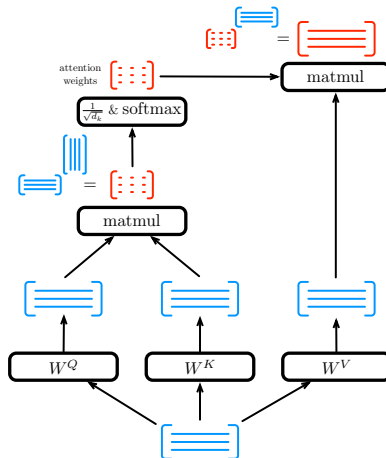 =
matmul
attention
weights
1/√d_k & softmax
=
matmul
W^Q
W^K
W^V